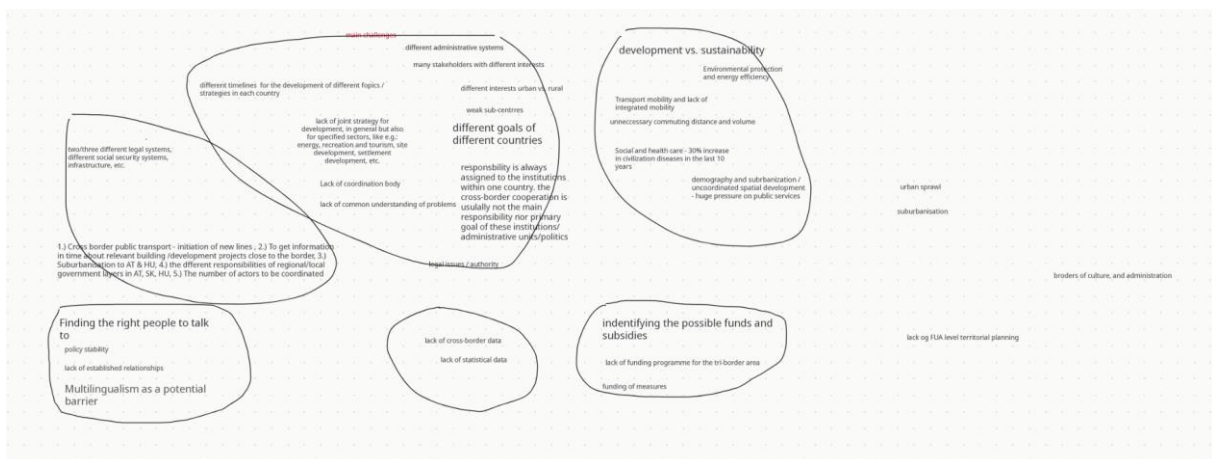 main challenges
different administrative systems
many stakeholders with different interests
different timelines for the development of different topics /
strategies in each country
different interests urban vs. rural
weak sub-centrres
lack of joint strategy for
development, in general but also
for specified sectors, like e.g.:
energy, recreation and tourism, site
development, settlement
development, etc.
different goals of
different countries
two/three different legal systems,
different social security systems,
infrastructure, etc.
responsbility is always
assigned to the institutions
within one country. the
cross-border cooperation is
usulally not the main
responsibility nor primary
goal of these institutions/
administrative units/politics
Lack of coordination body
lack of common understanding of problems
legal issues / authority
1.) Cross border public transport - initiation of new lines , 2.) To get information
in time about relevant building /development projects close to the border, 3.)
Suburbanisation to AT & HU, 4.) the dfferent responsibilities of regional/local
government layers in AT, SK, HU, 5.) The number of actors to be coordinated
development vs. sustainability
Environmental protection
and energy efficiency
Transport mobility and lack of
integrated mobility
unneccessary commuting distance and volume
Social and health care - 30% increase
in civilization diseases in the last 10
years
demography and subrbanization /
uncoordinated spatial development
- huge pressure on public services
urban sprawl
suburbanisation
broders of culture, and administration
Finding the right people to talk
to
policy stability
lack of established relationships
Multilingualism as a potential
barrier
lack of cross-border data
lack of statistical data
indentifying the possible funds and
subsidies
lack of funding programme for the tri-border area
funding of measures
lack og FUA level territorial planning